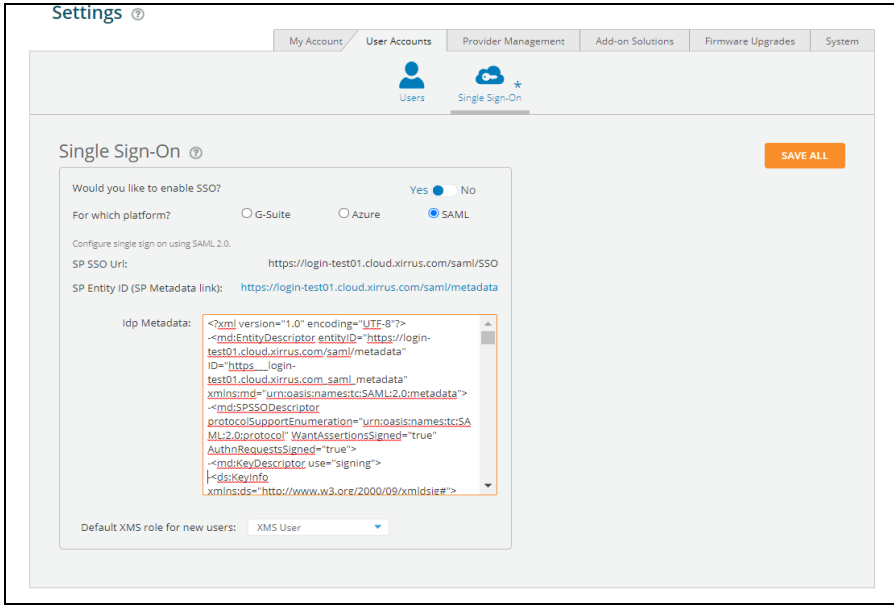 Settings
My Account User Accounts Provider Management Add-on Solutions Firmware Upgrades System
Users Single Sign-On *
Single Sign-On
SAVE ALL
Would you like to enable SSO? Yes No
For which platform? G-Suite Azure SAML
Configure single sign on using SAML 2.0.
SP SSO Url: https://login-test01.cloud.xirrus.com/saml/SSO
SP Entity ID (SP Metadata link): https://login-test01.cloud.xirrus.com/saml/metadata
Idp Metadata: <?xml version="1.0" encoding="UTF-8"?>
-<md:EntityDescriptor entityID="https://login-
test01.cloud.xirrus.com/saml/metadata"
ID="https___login-
test01.cloud.xirrus.com_saml_metadata"
xmlns:md="urn:oasis:names:tc:SAML:2.0:metadata">
-<md:SPSSODescriptor
protocolSupportEnumeration="urn:oasis:names:tc:SA
ML:2.0:protocol" WantAssertionsSigned="true"
AuthnRequestsSigned="true">
-<md:KeyDescriptor use="signing">
-<ds:KeyInfo
xmlns:ds="http://www.w3.org/2000/09/xmldsig#">
Default XMS role for new users: XMS User